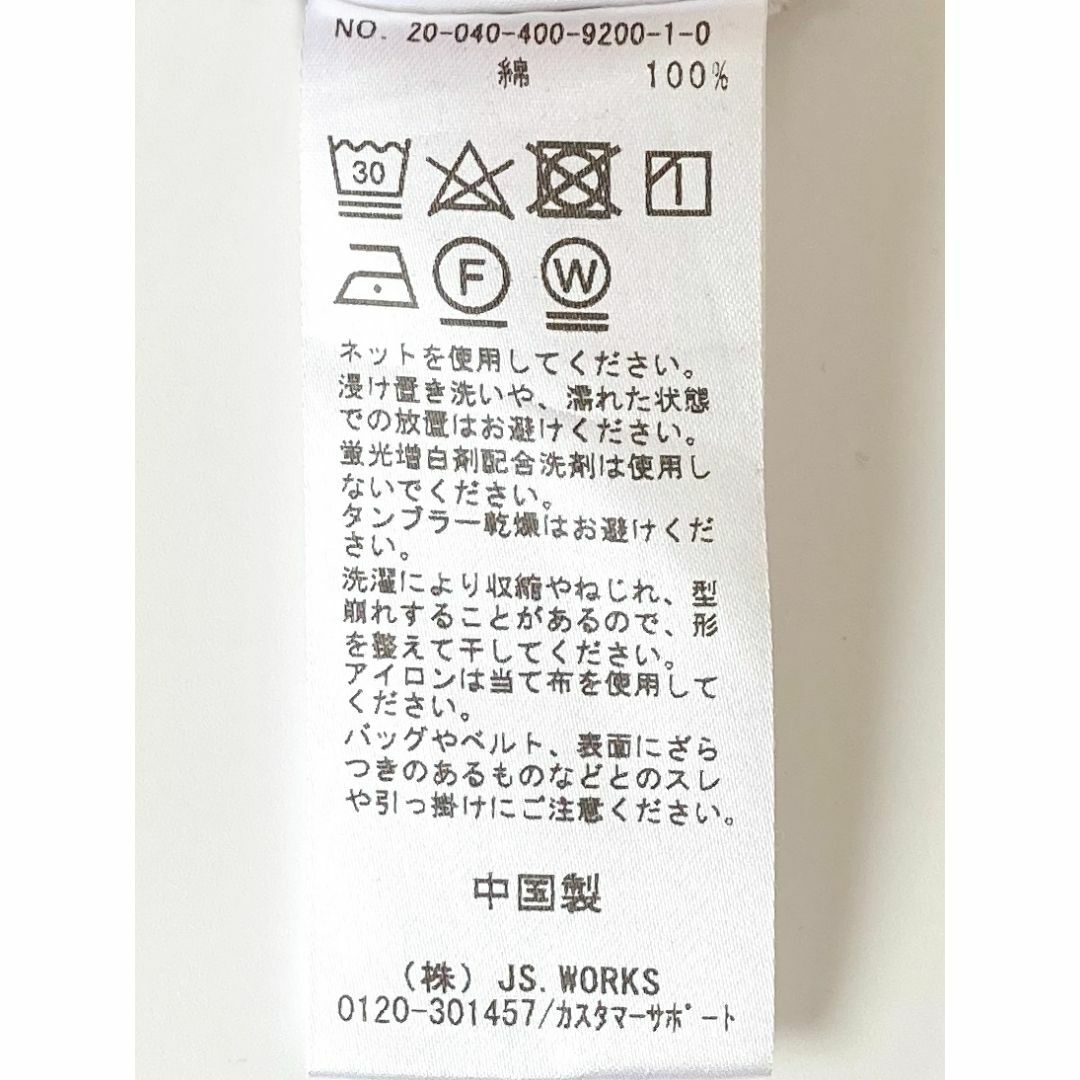 NO. 20-040-400-9200-1-0
綿 100%
30
F W
ネットを使用してください。
浸け置き洗いや、濡れた状態
での放置はお避けください。
蛍光増白剤配合洗剤は使用し
ないでください。
タンブラー乾燥はお避けくだ
さい。
洗濯により収縮やねじれ、型
崩れすることがあるので、形
を整えて干してください。
アイロンは当て布を使用して
ください。
バッグやベルト、表面にざら
つきのあるものなどとのスレ
や引っ掛けにご注意ください。
中国製
(株) JS. WORKS
0120-301457/カスタマーサポート